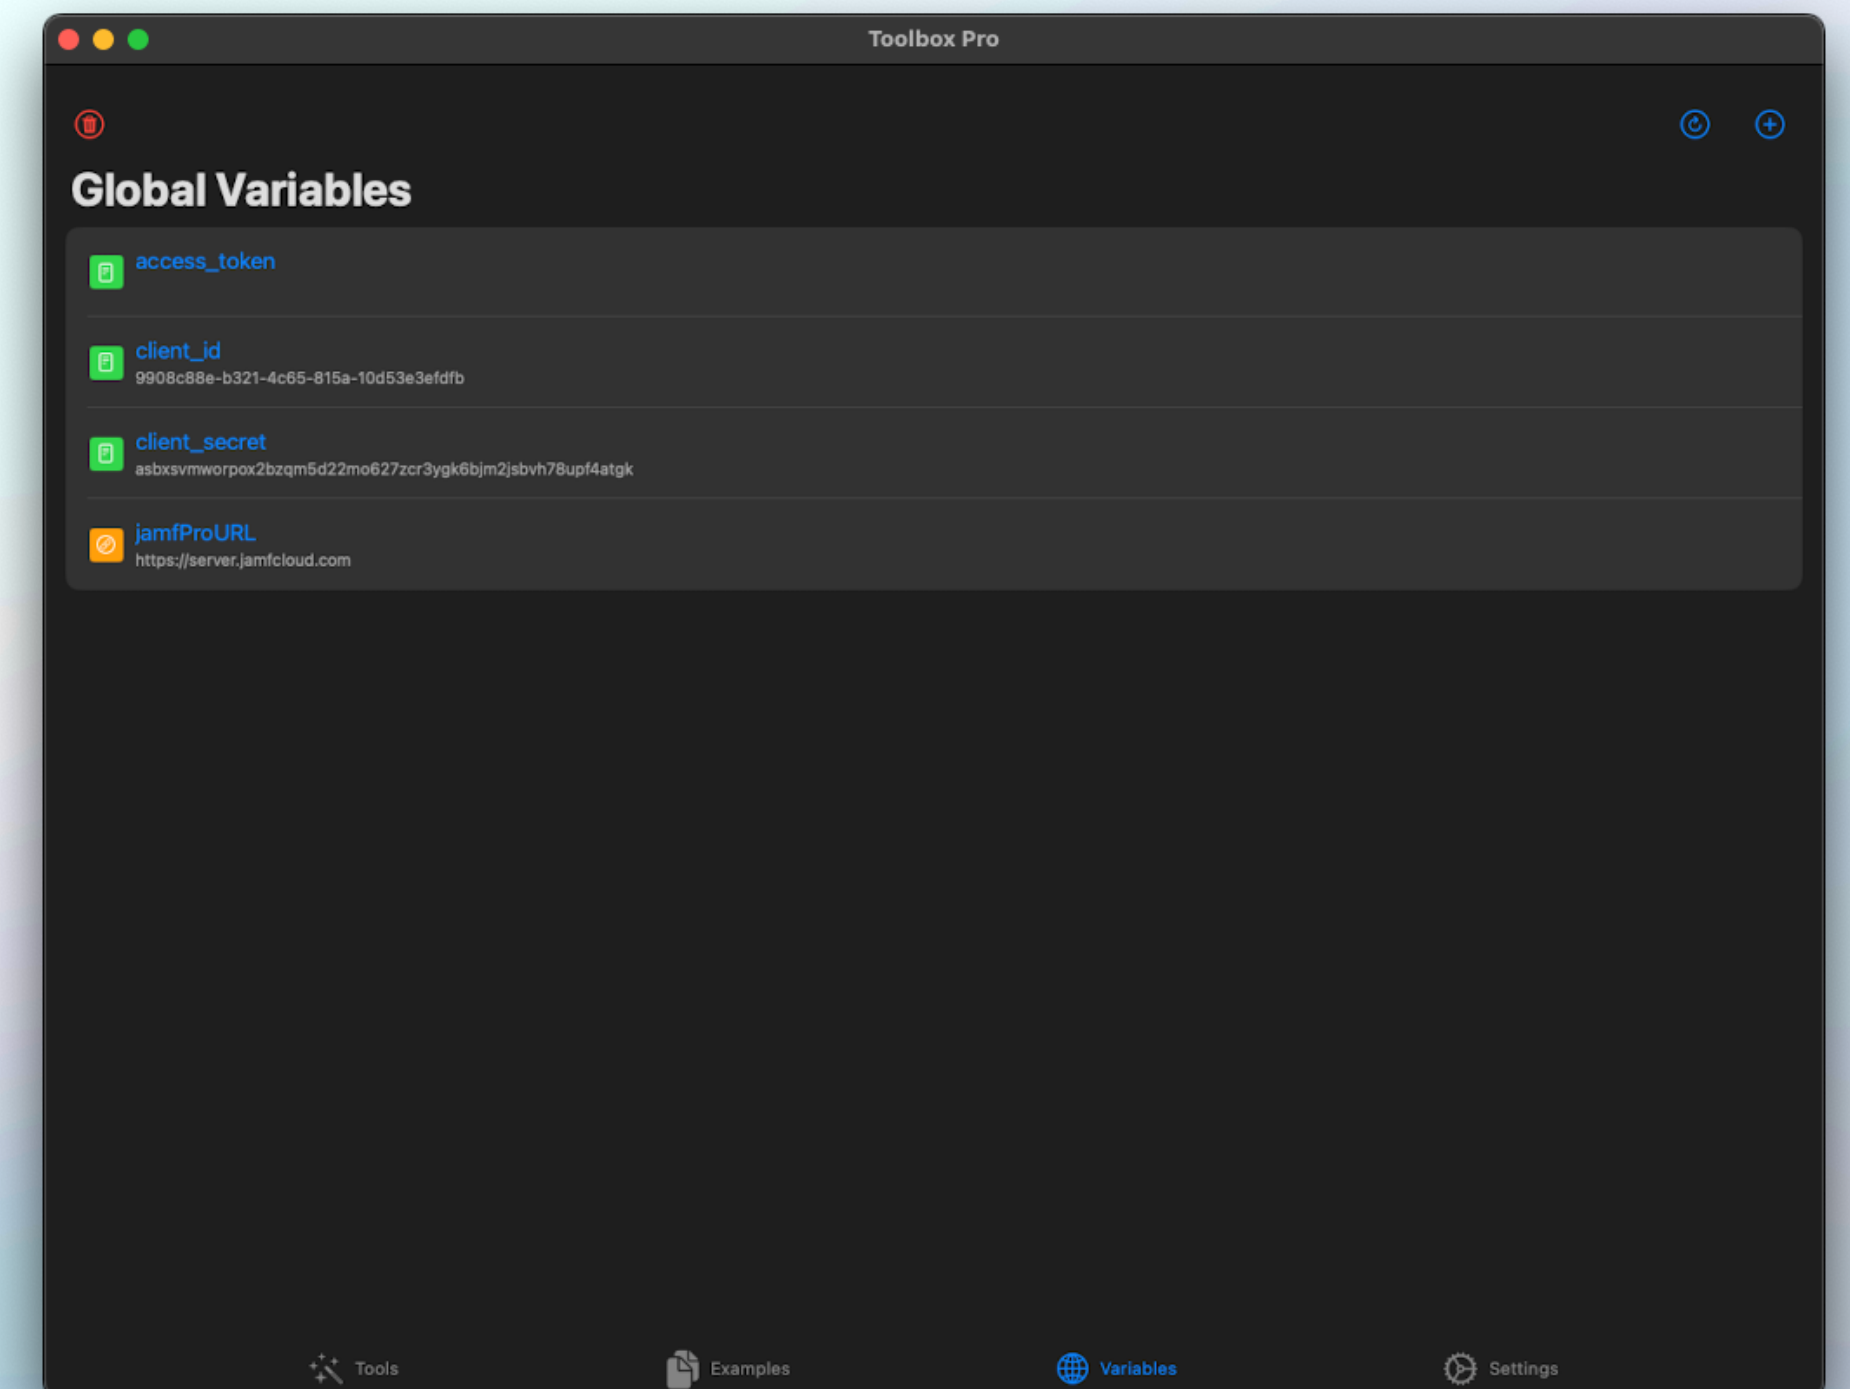 Toolbox Pro
Global Variables
access_token
client_id
9908c88e-b321-4c65-815a-10d53e3efdfb
client_secret
asbxsvmworpox2bzqm5d22mo627zcr3ygk6bjm2jsbvh78upf4atgk
jamfProURL
https://server.jamfcloud.com
Tools
Examples
Variables
Settings